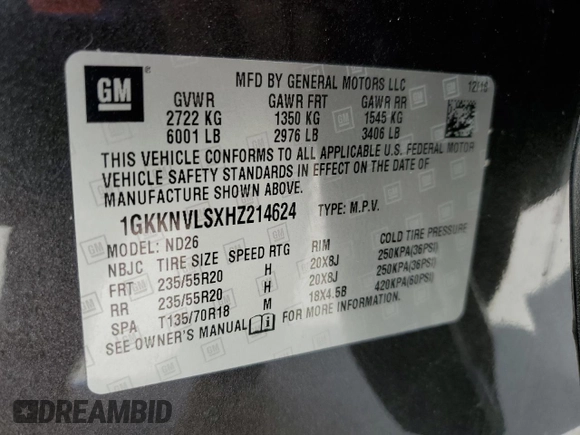 GM
MFD BY GENERAL MOTORS LLC
GVWR GAWR FRT GAWR RR
2722 KG 1350 KG 1545 KG
6001 LB 2976 LB 3406 LB
THIS VEHICLE CONFORMS TO ALL APPLICABLE U.S. FEDERAL MOTOR
VEHICLE SAFETY STANDARDS IN EFFECT ON THE DATE OF
MANUFACTURE SHOWN ABOVE.
1GKKNVLSXHZ214624 TYPE: M.P.V.
MODEL: ND26
NBJC TIRE SIZE SPEED RTG RIM COLD TIRE PRESSURE
FRT 235/55R20 H 20X8J 250KPA(36PSI)
RR 235/55R20 H 20X8J 250KPA(36PSI)
SPA T135/70R18 M 18X4.5B 420KPA(60PSI)
SEE OWNER'S MANUAL FOR MORE INFORMATION.
DREAMBID